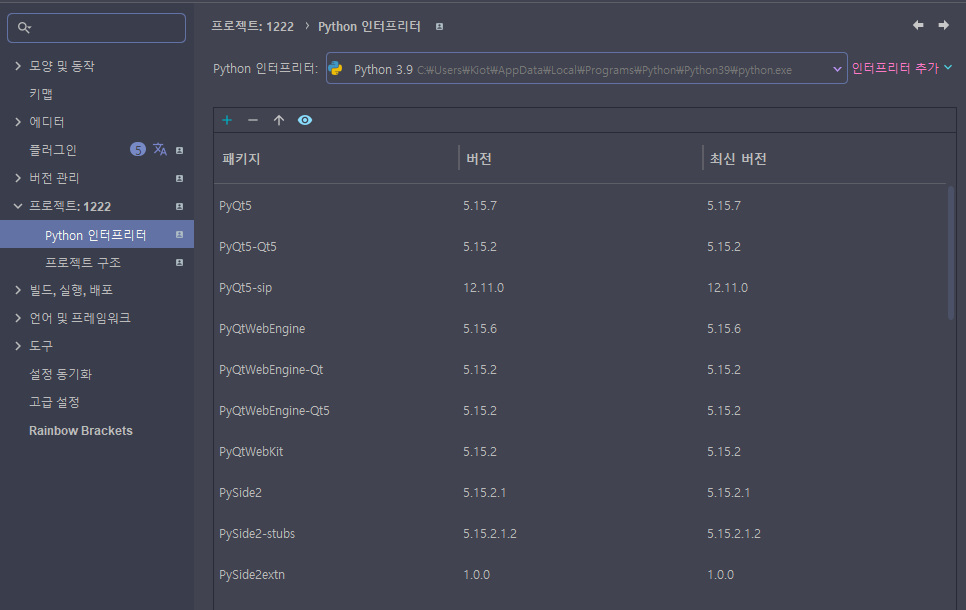 프로젝트: 1222 › Python 인터프리터
Python 인터프리터: Python 3.9 C:₩Users₩Kiot₩AppData₩Local₩Programs₩Python₩Python39₩python.exe 인터프리터 추가
모양 및 동작
키맵
에디터
플러그인 5
버전 관리
프로젝트: 1222
Python 인터프리터
프로젝트 구조
빌드, 실행, 배포
언어 및 프레임워크
도구
설정 동기화
고급 설정
Rainbow Brackets
패키지 버전 최신 버전
PyQt5 5.15.7 5.15.7
PyQt5-Qt5 5.15.2 5.15.2
PyQt5-sip 12.11.0 12.11.0
PyQtWebEngine 5.15.6 5.15.6
PyQtWebEngine-Qt 5.15.2 5.15.2
PyQtWebEngine-Qt5 5.15.2 5.15.2
PyQtWebKit 5.15.2 5.15.2
PySide2 5.15.2.1 5.15.2.1
PySide2-stubs 5.15.2.1.2 5.15.2.1.2
PySide2extn 1.0.0 1.0.0